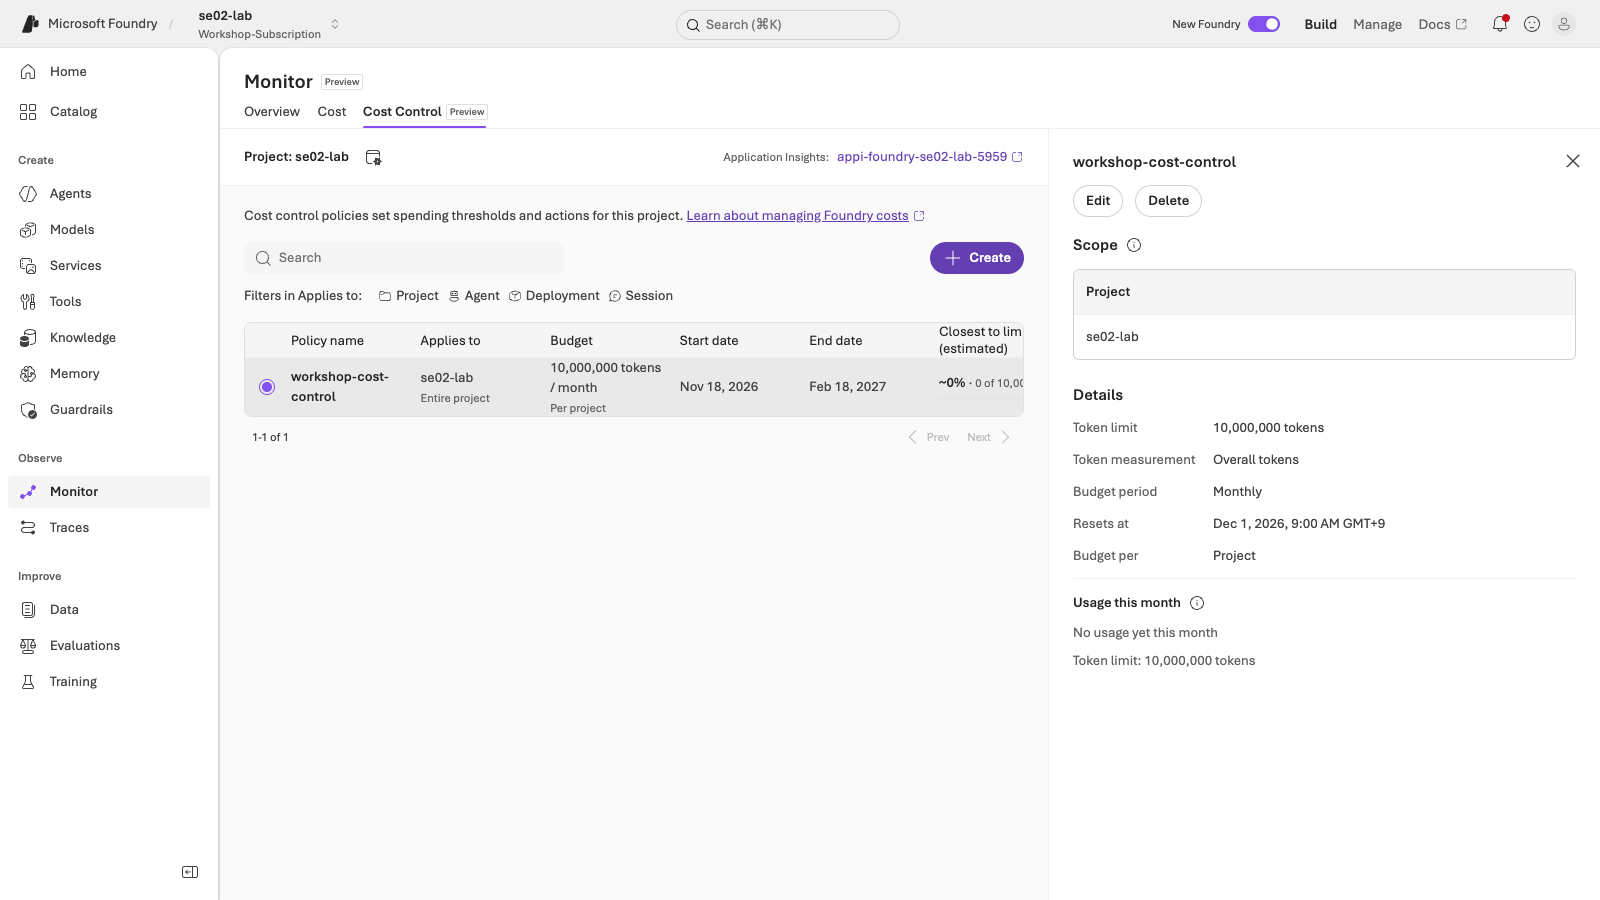 Microsoft Foundry
/
se02-lab
Workshop-Subscription
Search (⌘K)
New Foundry
Build
Manage
Docs
Home
Catalog
Create
Agents
Models
Services
Tools
Knowledge
Memory
Guardrails
Observe
Monitor
Traces
Improve
Data
Evaluations
Training
Monitor Preview
Overview
Cost
Cost Control Preview
Project: se02-lab
Application Insights: appi-foundry-se02-lab-5959
Cost control policies set spending thresholds and actions for this project. Learn about managing Foundry costs
Search
Create
Filters in Applies to: Project Agent Deployment Session
Policy name
Applies to
Budget
Start date
End date
Closest to lim
(estimated)
workshop-cost-
control
se02-lab
Entire project
10,000,000 tokens
/ month
Per project
Nov 18, 2026
Feb 18, 2027
~0% · 0 of 10,00
1-1 of 1
Prev
Next
workshop-cost-control
Edit
Delete
Scope
Project
se02-lab
Details
Token limit 10,000,000 tokens
Token measurement Overall tokens
Budget period Monthly
Resets at Dec 1, 2026, 9:00 AM GMT+9
Budget per Project
Usage this month
No usage yet this month
Token limit: 10,000,000 tokens